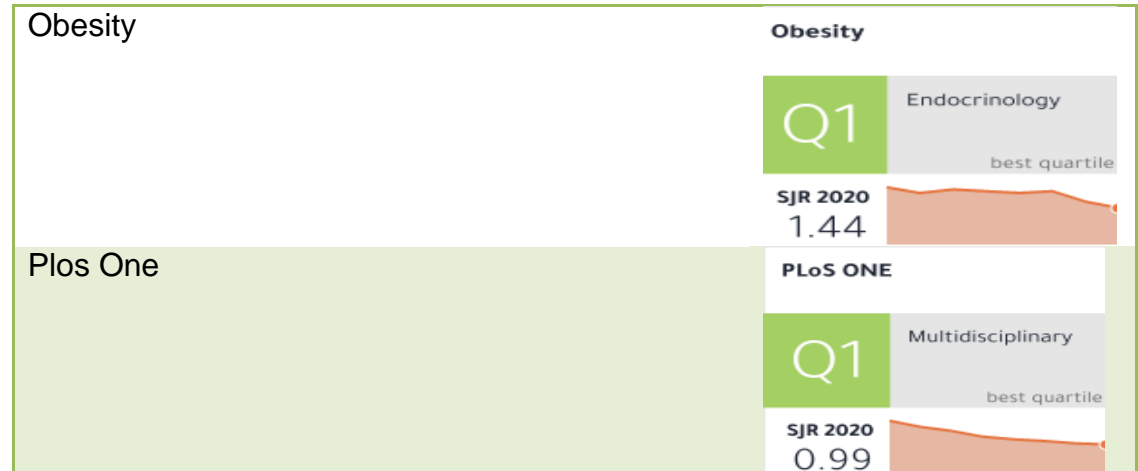 Obesity
Obesity
Q1
Endocrinology
best quartile
SJR 2020
1.44
Plos One
PLoS ONE
Q1
Multidisciplinary
best quartile
SJR 2020
0.99